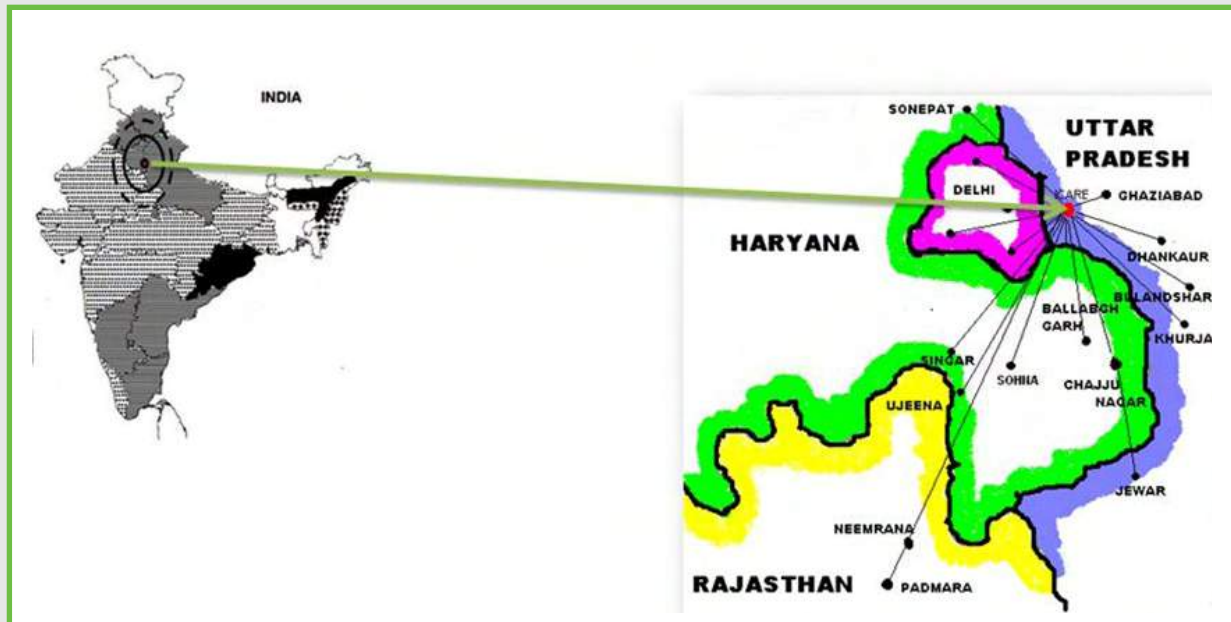 INDIA
SONEPAT
UTTAR
PRADESH
DELHI
ICARE
GHAZIABAD
HARYANA
DHANKAUR
BLLANDSHAR
BALLABGH
GARH
KHURJA
SINGAR
SOHNA
CHAJJU
NAGAR
UJEENA
JEWAR
NEEMRANA
RAJASTHAN
PADMARA